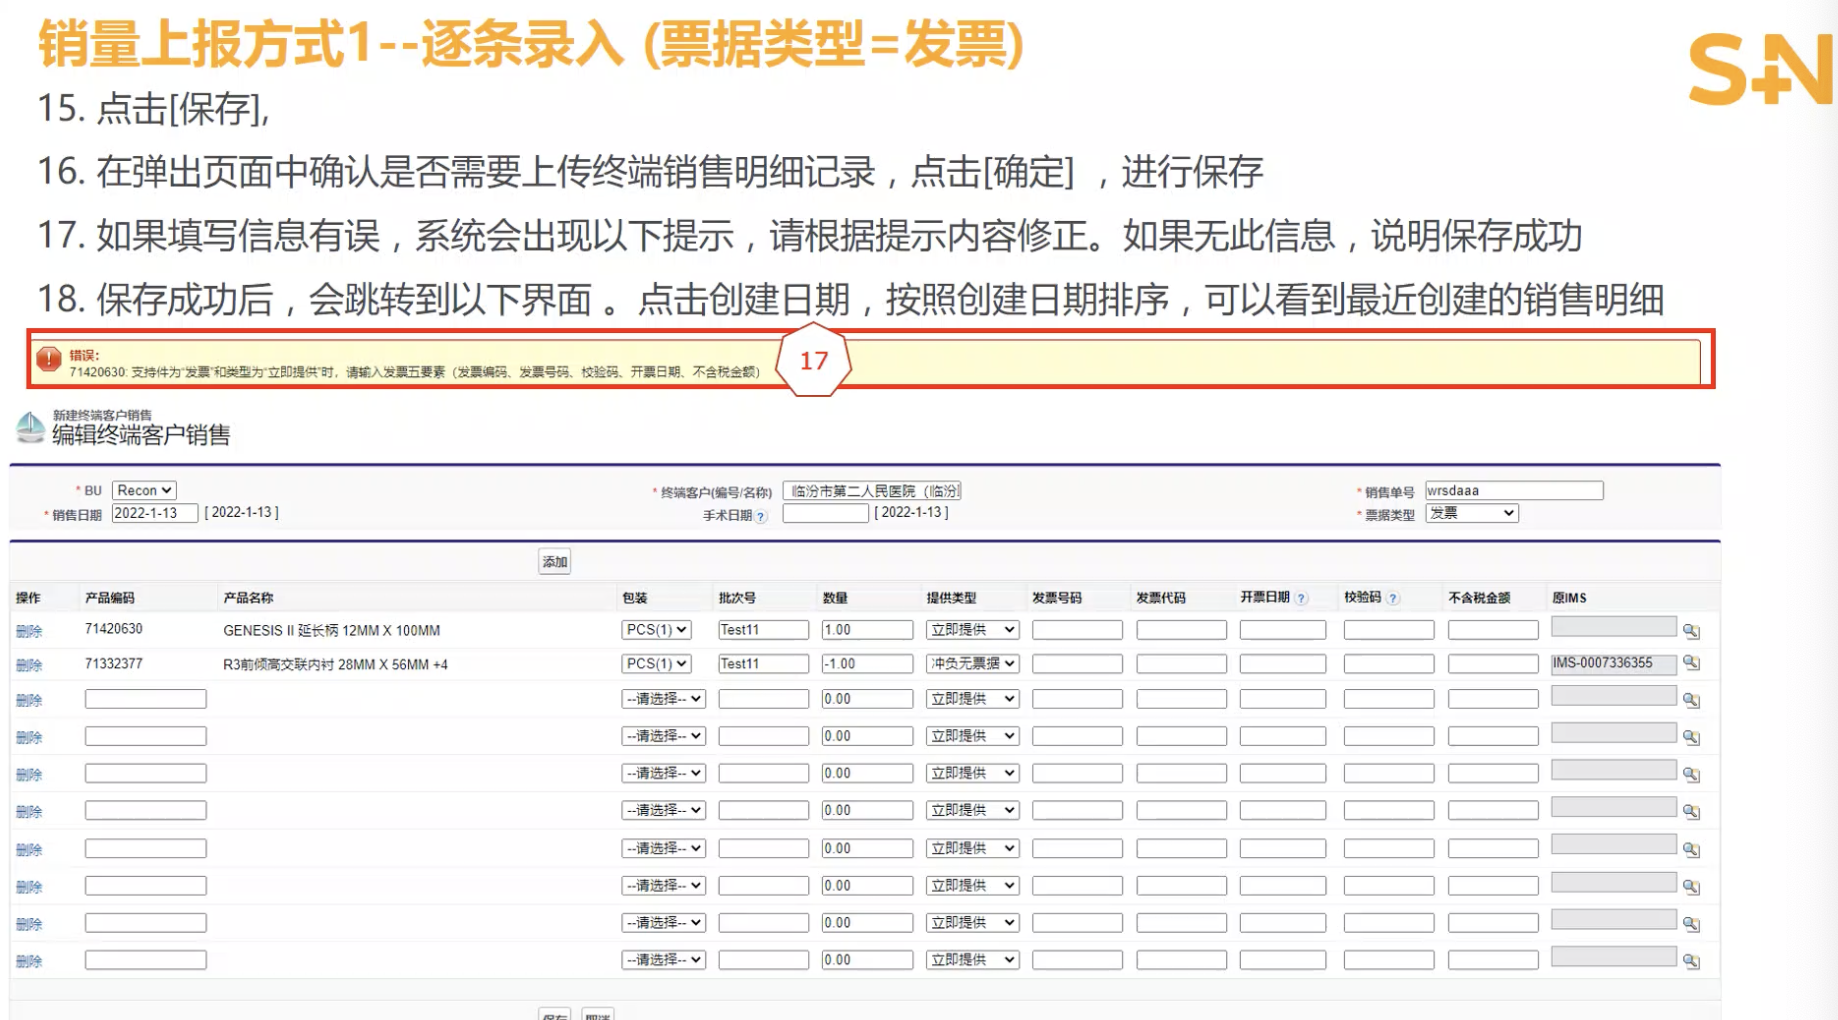 销量上报方式1--逐条录入 (票据类型=发票)
S+N
15. 点击[保存],
16. 在弹出页面中确认是否需要上传终端销售明细记录，点击[确定] ，进行保存
17. 如果填写信息有误，系统会出现以下提示，请根据提示内容修正。如果无此信息，说明保存成功
18. 保存成功后，会跳转到以下界面 。点击创建日期，按照创建日期排序，可以看到最近创建的销售明细
错误:
71420630: 支持件为“发票”和类型为“立即提供”时，请输入发票五要素（发票编码、发票号码、校验码、开票日期、不含税金额）
17
新建终端客户销售
编辑终端客户销售
* BU Recon * 终端客户(编号/名称) 临汾市第二人民医院（临汾 * 销售单号 wrsdaaa
* 销售日期 2022-1-13 [ 2022-1-13 ] 手术日期 ? [ 2022-1-13 ] * 票据类型 发票
添加
操作 产品编码 产品名称 包装 批次号 数量 提供类型 发票号码 发票代码 开票日期 ? 校验码 ? 不含税金额 原IMS
删除 71420630 GENESIS II 延长柄 12MM X 100MM PCS(1) Test11 1.00 立即提供
删除 71332377 R3前倾高交联内衬 28MM X 56MM +4 PCS(1) Test11 -1.00 冲负无票据 IMS-0007336355
删除 --请选择-- 0.00 立即提供
删除 --请选择-- 0.00 立即提供
删除 --请选择-- 0.00 立即提供
删除 --请选择-- 0.00 立即提供
删除 --请选择-- 0.00 立即提供
删除 --请选择-- 0.00 立即提供
删除 --请选择-- 0.00 立即提供
删除 --请选择-- 0.00 立即提供
保存 取消